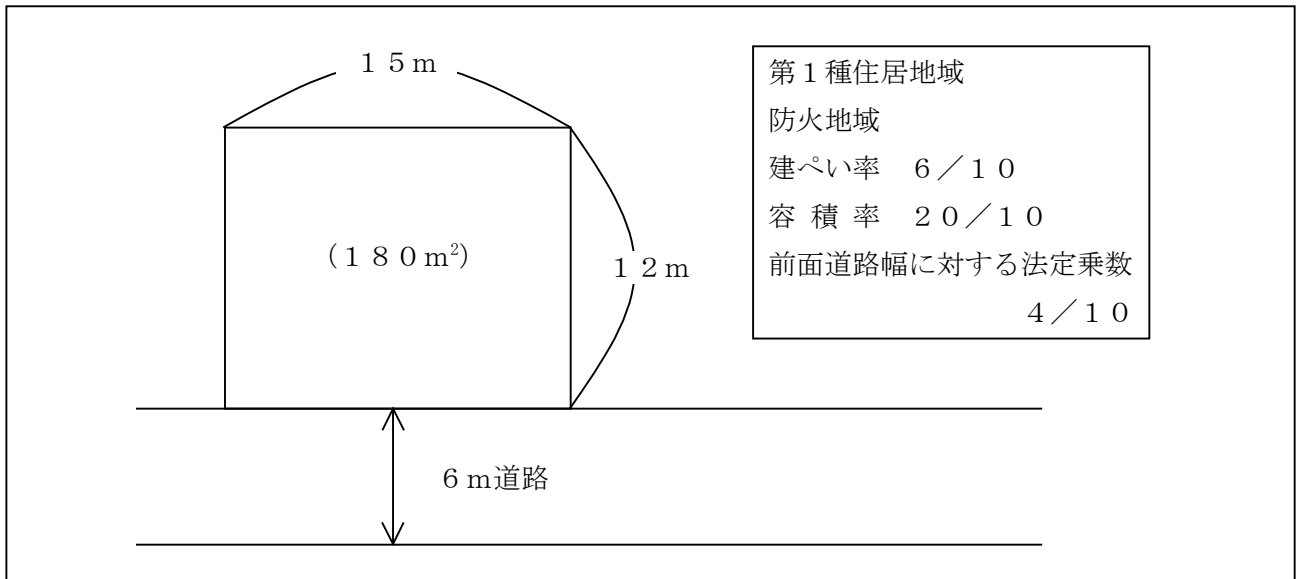 １５ｍ
第１種住居地域
防火地域
建ぺい率　６／１０
容 積 率　２０／１０
前面道路幅に対する法定乗数
４／１０
（１８０ｍ²）
１２ｍ
６ｍ道路